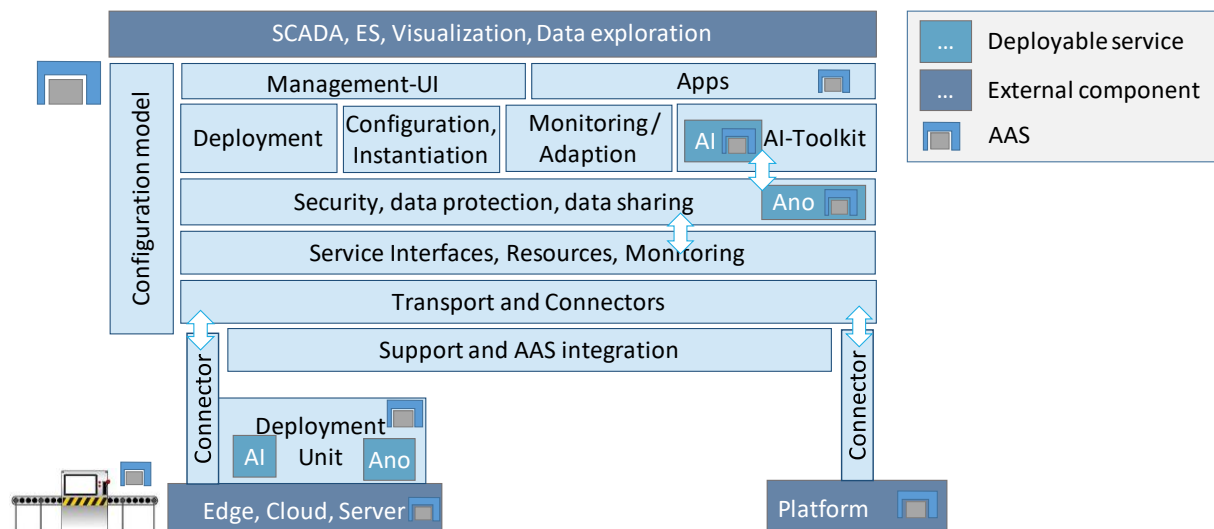 SCADA, ES, Visualization, Data exploration
... Deployable service
... External component
AAS
Configuration model
Management-UI
Apps
Deployment
Configuration,
Instantiation
Monitoring/
Adaption
AI
AI-Toolkit
Security, data protection, data sharing
Ano
Service Interfaces, Resources, Monitoring
Transport and Connectors
Support and AAS integration
Connector
Connector
Deployment
Unit
AI
Ano
Edge, Cloud, Server
Platform